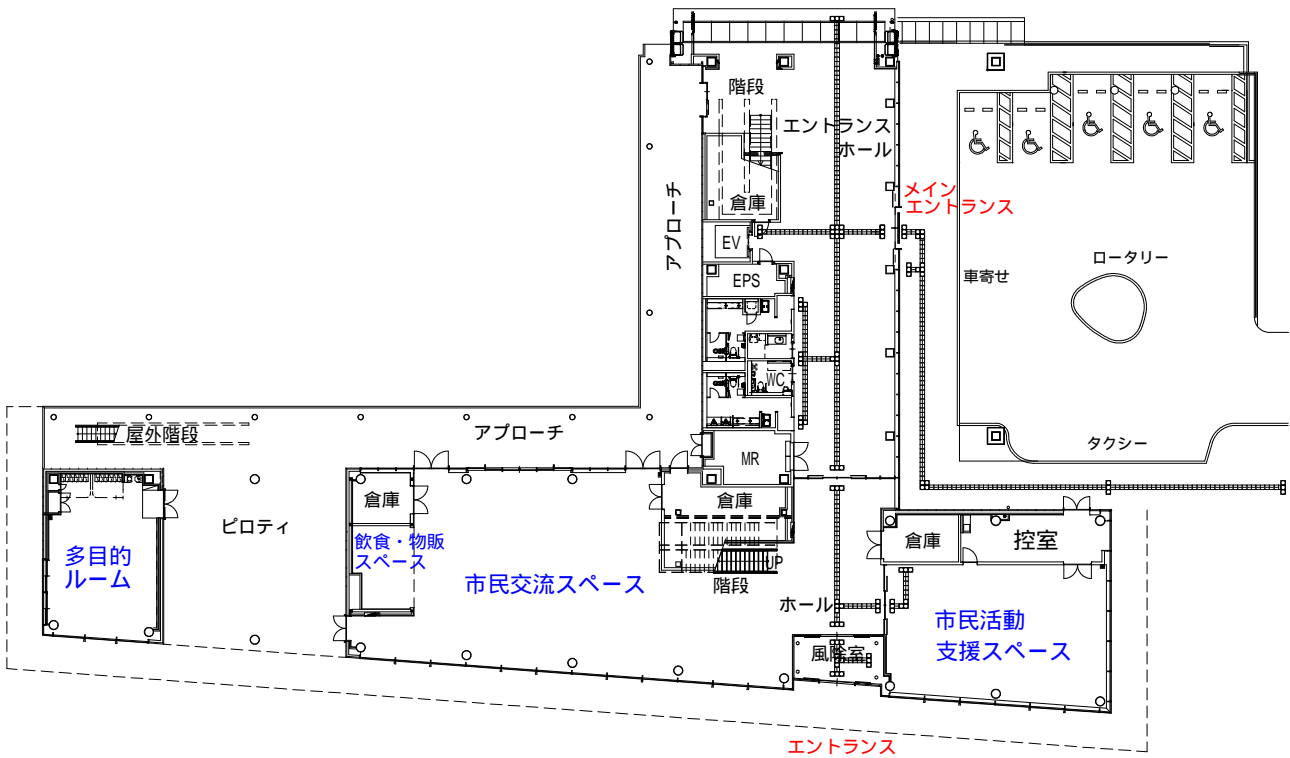 階段
エントランス
ホール
倉庫
アプローチ
メイン
エントランス
EV
EPS
車寄せ
ロータリー
WC
MR
タクシー
屋外階段
アプローチ
倉庫
倉庫
ピロティ
多目的
ルーム
飲食・物販
スペース
市民交流スペース
UP
階段
ホール
風除室
倉庫
控室
市民活動
支援スペース
エントランス